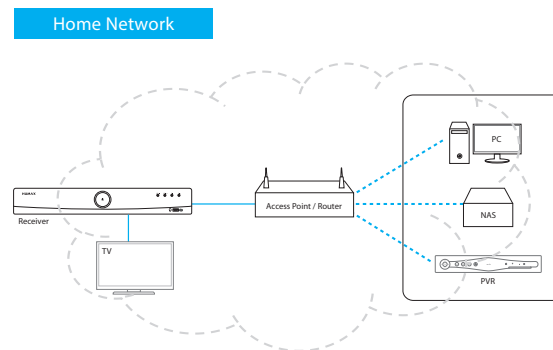 Home Network
HUMAX
Receiver
TV
Access Point / Router
PC
NAS
PVR